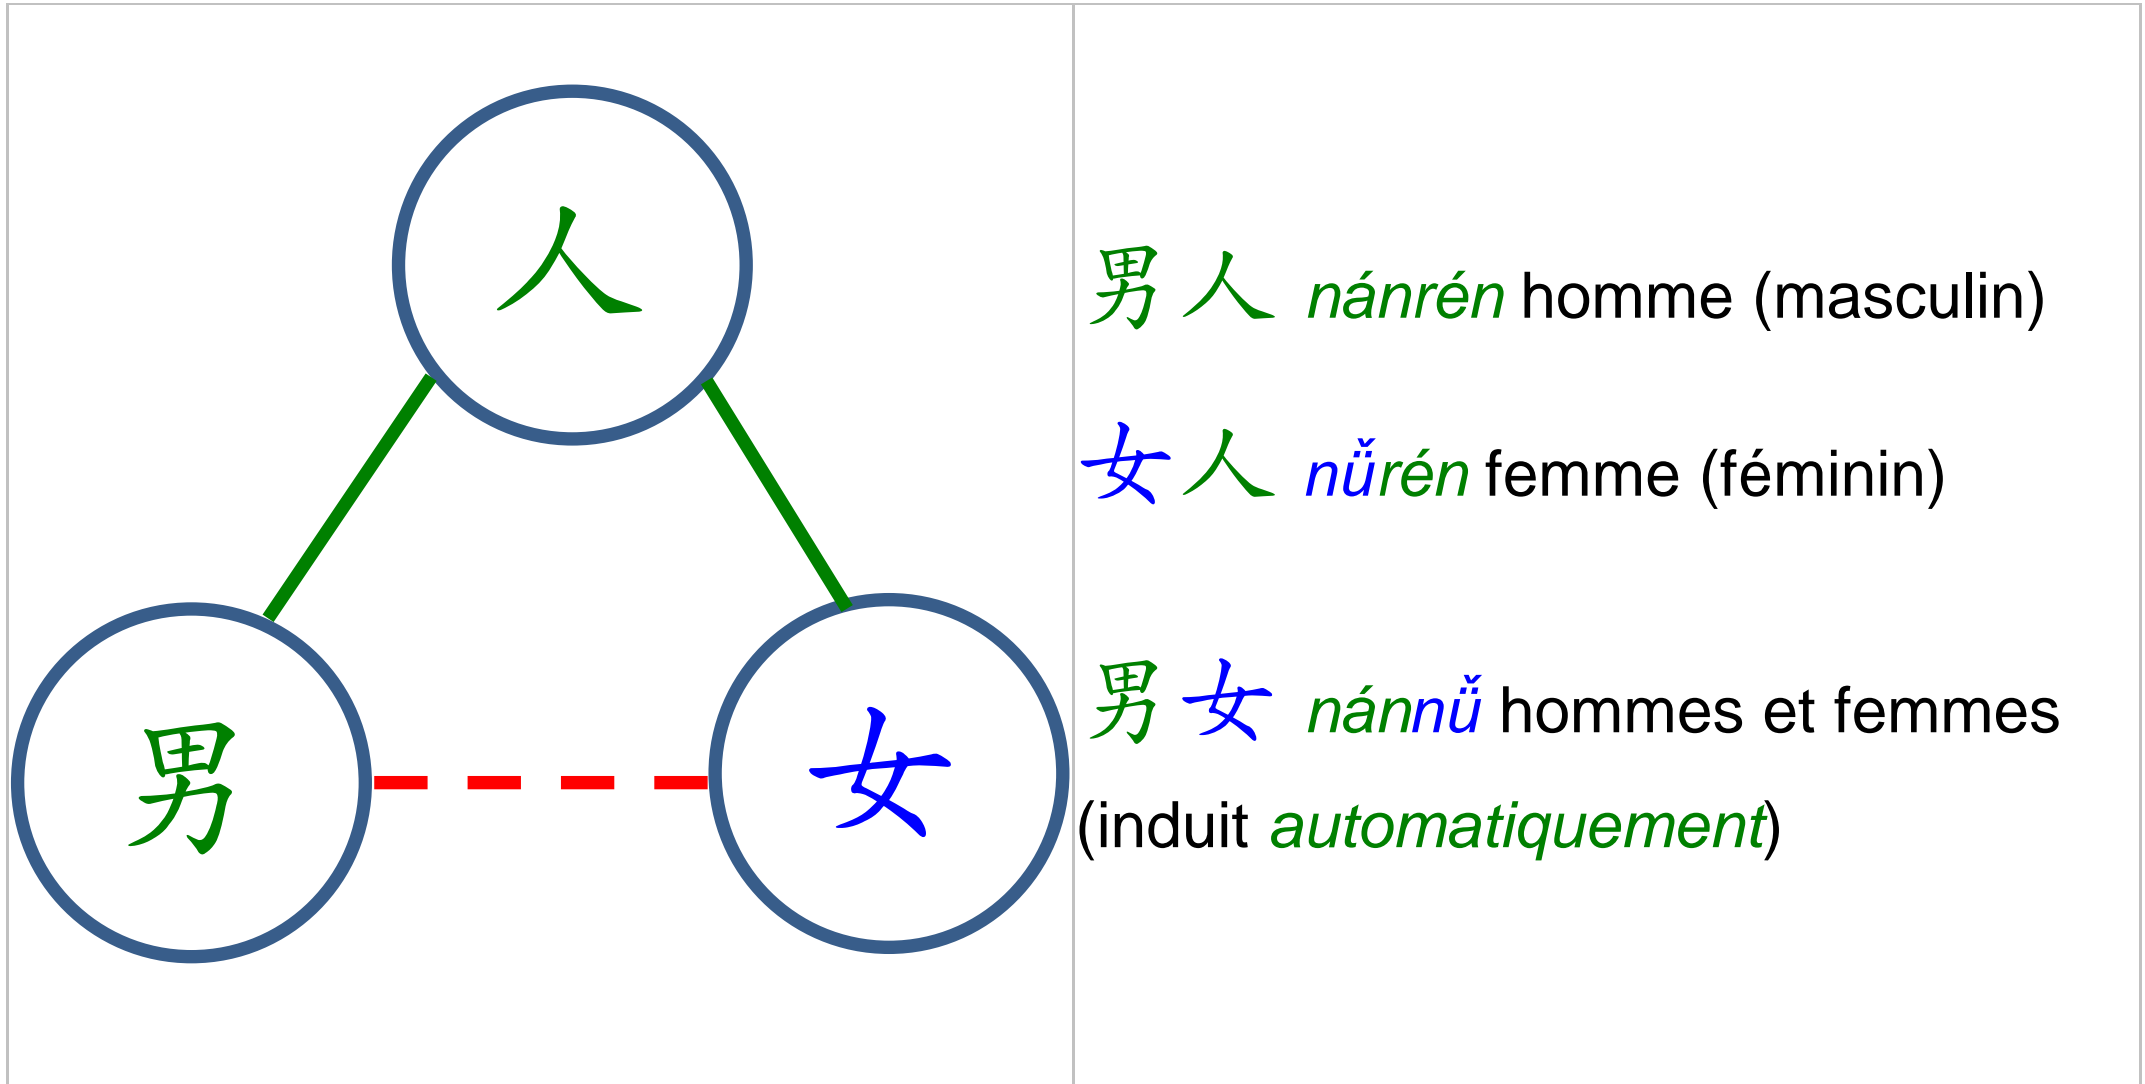 人
男
女
男人 nánrén homme (masculin)
女人 nǚrén femme (féminin)
男女 nánnǚ hommes et femmes
(induit automatiquement)